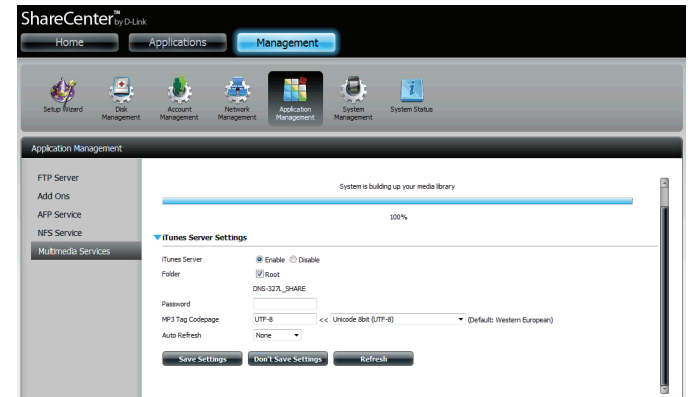 ShareCenter™ by D-Link
Home Applications Management
Setup Wizard Disk Management Account Management Network Management Application Management System Management System Status
Application Management
FTP Server
Add Ons
AFP Service
NFS Service
Multimedia Services
System is building up your media library
100%
iTunes Server Settings
iTunes Server Enable Disable
Folder Root
DNS-327L_SHARE
Password
MP3 Tag Codepage UTF-8 << Unicode 8bit (UTF-8) (Default: Western European)
Auto Refresh None
Save Settings Don't Save Settings Refresh